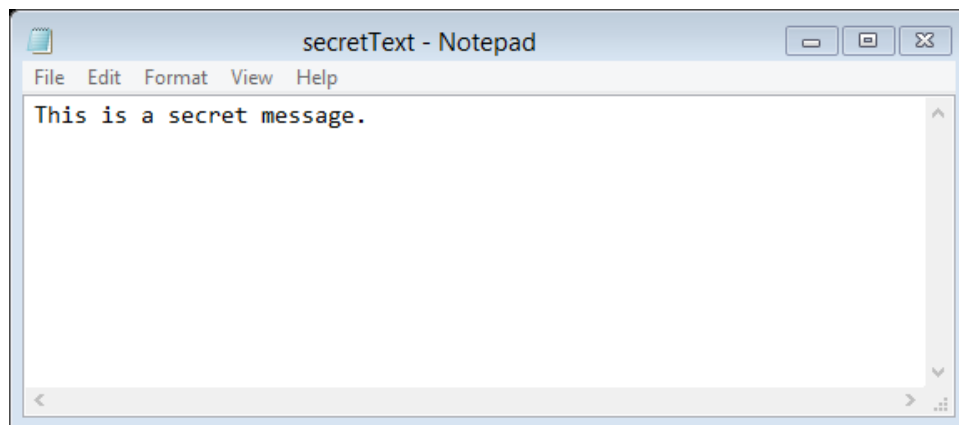 secretText - Notepad
File Edit Format View Help
This is a secret message.